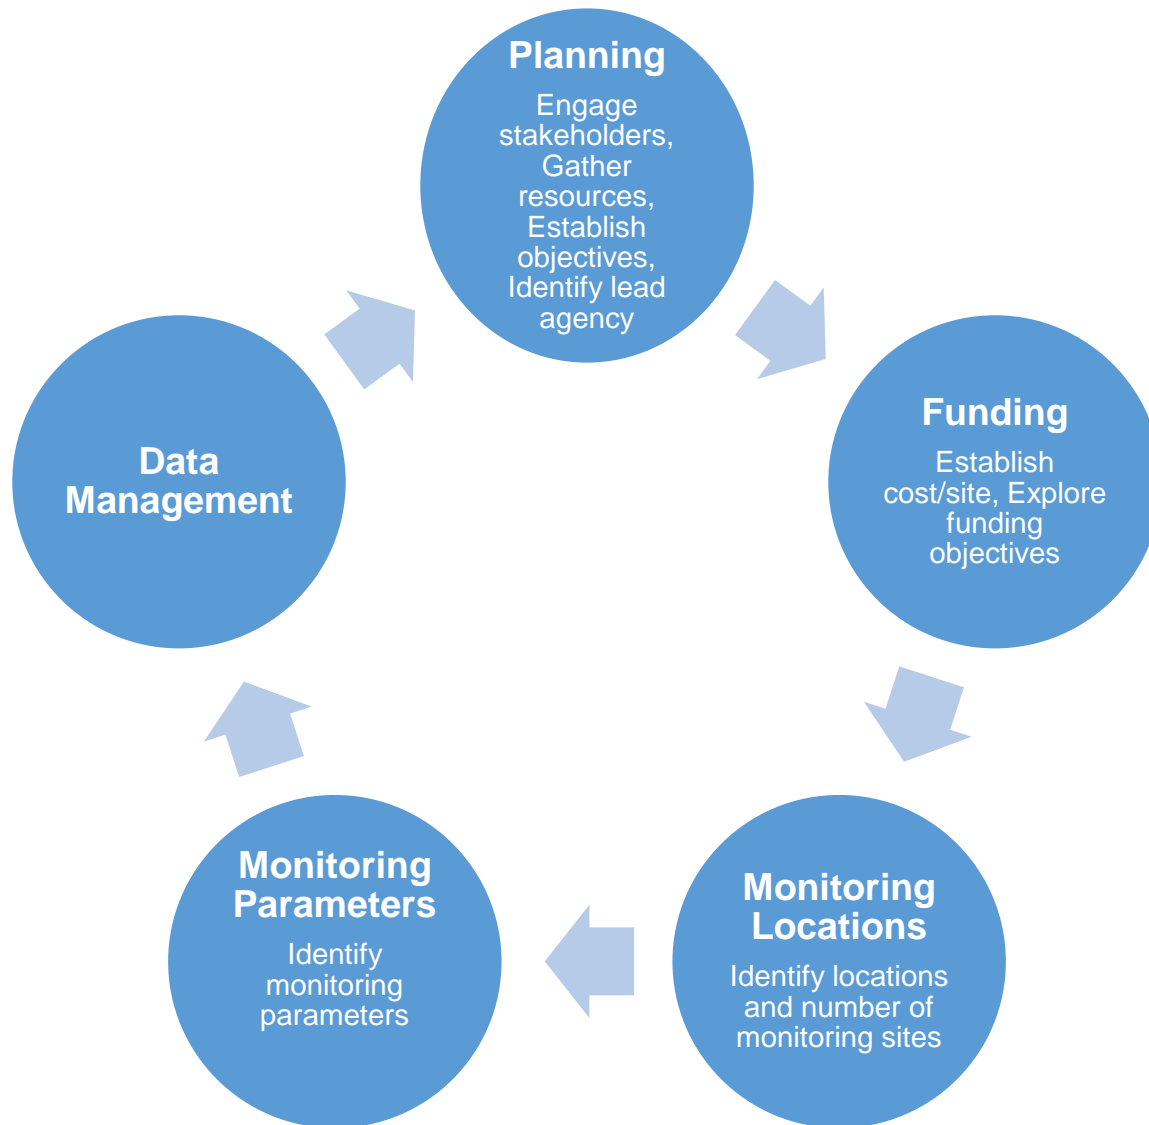 Planning
Engage
stakeholders,
Gather
resources,
Establish
objectives,
Identify lead
agency
Funding
Establish
cost/site, Explore
funding
objectives
Monitoring
Locations
Identify locations
and number of
monitoring sites
Monitoring
Parameters
Identify
monitoring
parameters
Data
Management